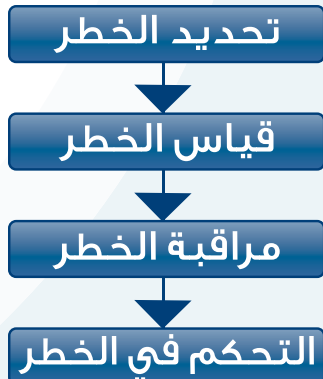 تحديد الخطر
قياس الخطر
مراقبة الخطر
التحكم في الخطر